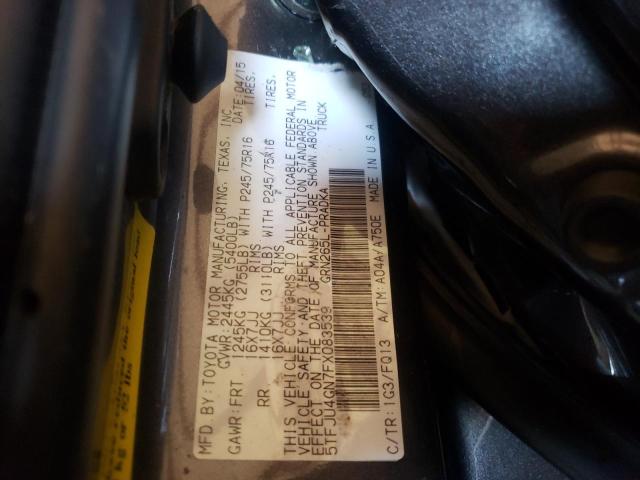 MFD.BY:TOYOTA MOTOR MANUFACTURING, TEXAS, INC. DATE:04/15
GVWR:2445KG (5400LB)
GAWR:FRT 1245KG (2755LB) WITH P245/75R16 TIRES,
16X7JJ RIMS
RR. 1410KG (3110LB) WITH P245/75R16 TIRES,
16X7JJ RIMS
THIS VEHICLE CONFORMS TO ALL APPLICABLE FEDERAL MOTOR
VEHICLE SAFETY AND THEFT PREVENTION STANDARDS IN
EFFECT ON THE DATE OF MANUFACTURE SHOWN ABOVE.
5TFJU4GN7FX083539 TRUCK
GRN265L-PRADKA
C/TR:1G3/FQ13 A/TM:A04A/A750E MADE IN U.S.A.
kg or
lbs